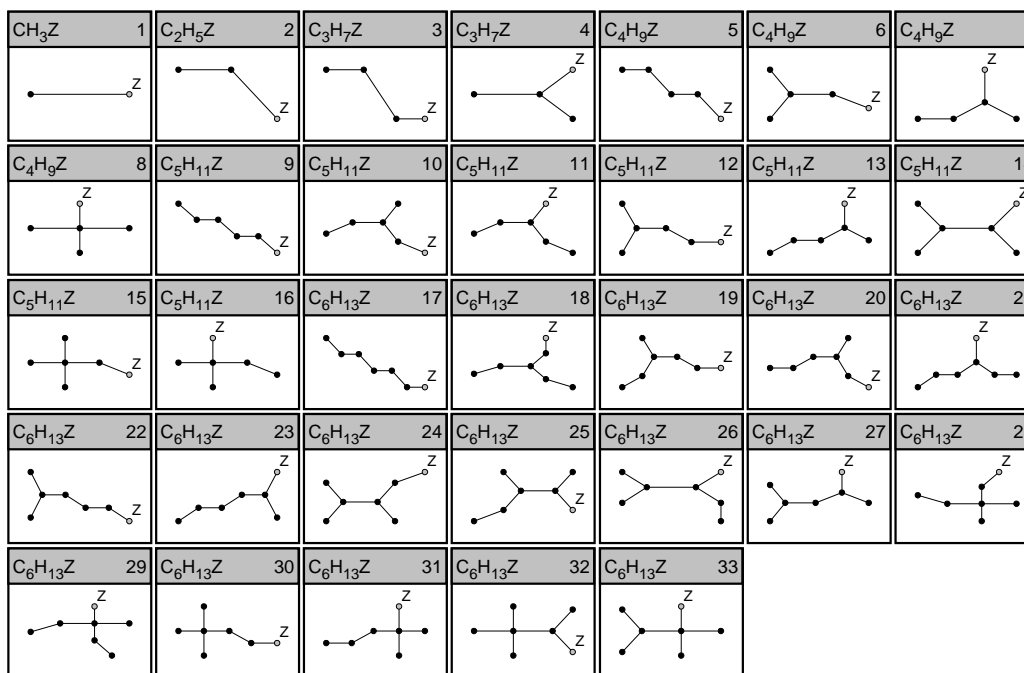 CH3Z 1 C2H5Z 2 C3H7Z 3 C3H7Z 4 C4H9Z 5 C4H9Z 6 C4H9Z
Z Z Z Z Z Z Z
C4H9Z 8 C5H11Z 9 C5H11Z 10 C5H11Z 11 C5H11Z 12 C5H11Z 13 C5H11Z 1
Z Z Z Z Z Z Z
C5H11Z 15 C5H11Z 16 C6H13Z 17 C6H13Z 18 C6H13Z 19 C6H13Z 20 C6H13Z 2
Z Z Z Z Z Z Z
C6H13Z 22 C6H13Z 23 C6H13Z 24 C6H13Z 25 C6H13Z 26 C6H13Z 27 C6H13Z 2
Z Z Z Z Z Z Z
C6H13Z 29 C6H13Z 30 C6H13Z 31 C6H13Z 32 C6H13Z 33
Z Z Z Z Z